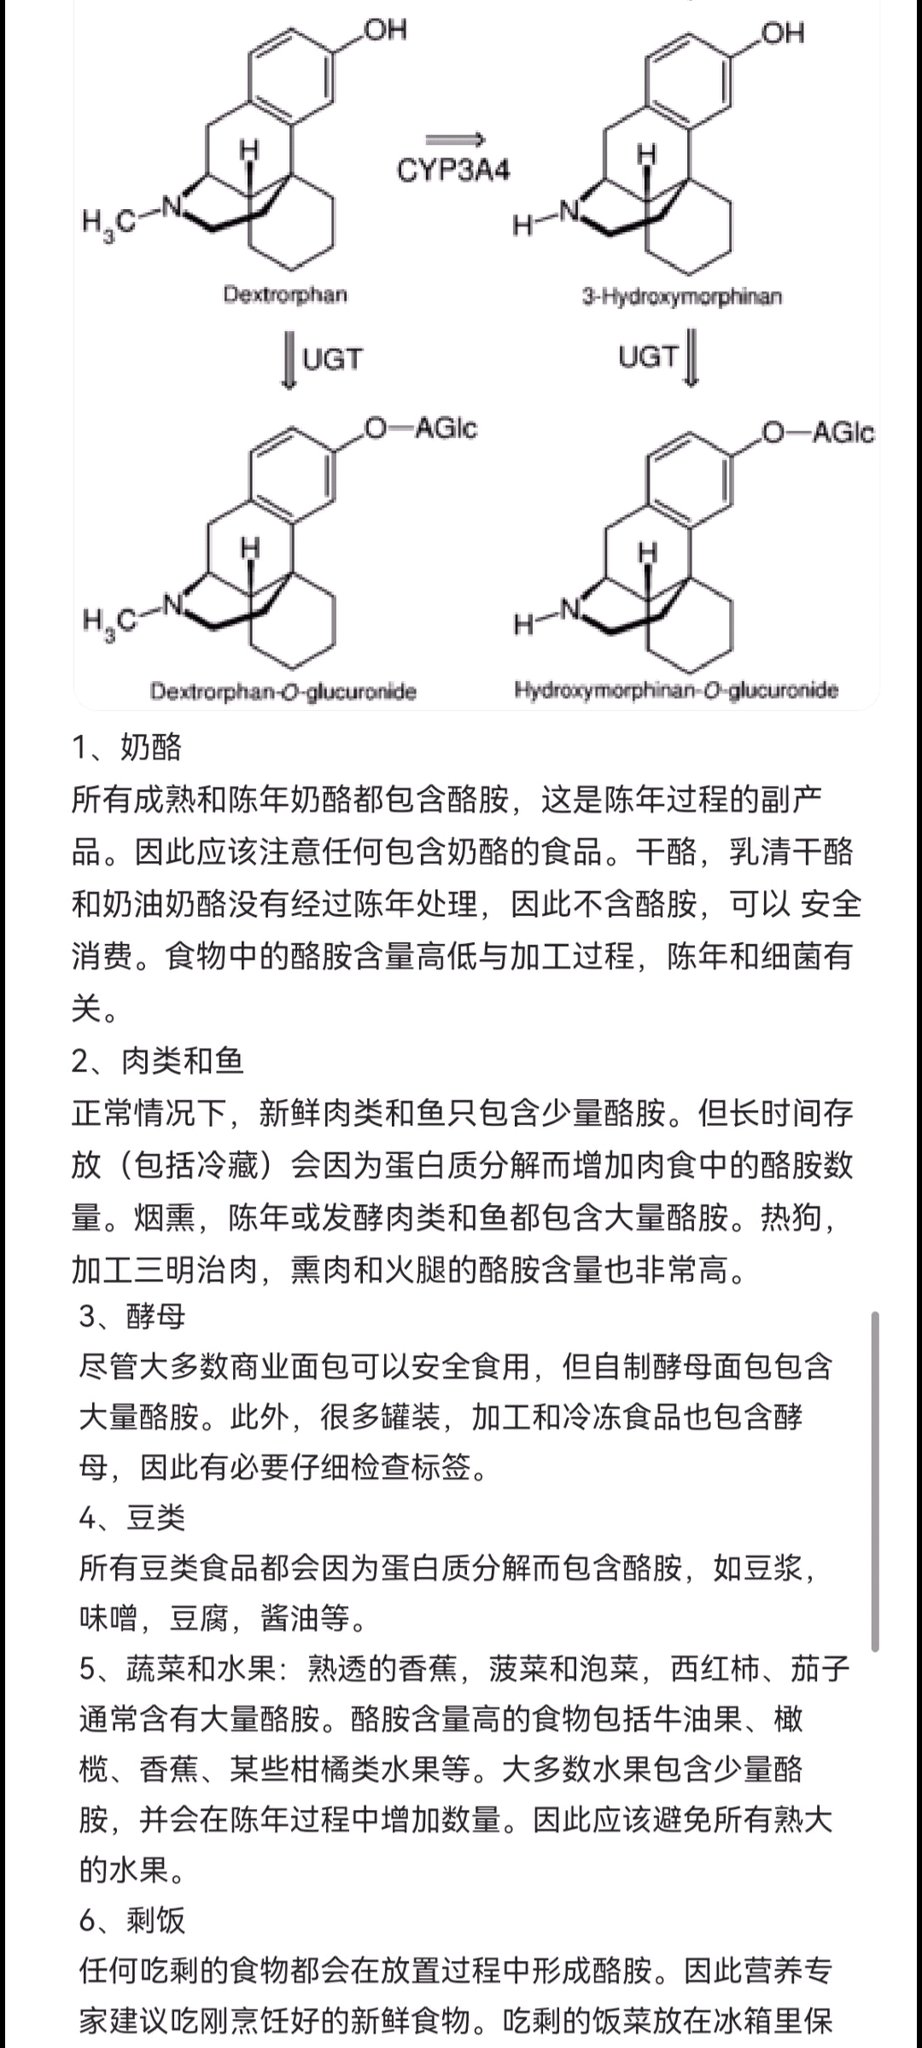 OH
OH
H
H
CYP3A4
H₃C
N
H
N
Dextrorphan
3-Hydroxymorphinan
UGT
UGT
O—AGlc
O—AGlc
H
H
H₃C
N
H
N
Dextrorphan-O-glucuronide
Hydroxymorphinan-O-glucuronide
1、奶酪
所有成熟和陈年奶酪都包含酪胺，这是陈年过程的副产
品。因此应该注意任何包含奶酪的食品。干酪，乳清干酪
和奶油奶酪没有经过陈年处理，因此不含酪胺，可以 安全
消费。食物中的酪胺含量高低与加工过程，陈年和细菌有
关。
2、肉类和鱼
正常情况下，新鲜肉类和鱼只包含少量酪胺。但长时间存
放（包括冷藏）会因为蛋白质分解而增加肉食中的酪胺数
量。烟熏，陈年或发酵肉类和鱼都包含大量酪胺。热狗，
加工三明治肉，熏肉和火腿的酪胺含量也非常高。
3、酵母
尽管大多数商业面包可以安全食用，但自制酵母面包包含
大量酪胺。此外，很多罐装，加工和冷冻食品也包含酵
母，因此有必要仔细检查标签。
4、豆类
所有豆类食品都会因为蛋白质分解而包含酪胺，如豆浆，
味噌，豆腐，酱油等。
5、蔬菜和水果：熟透的香蕉，菠菜和泡菜，西红柿、茄子
通常含有大量酪胺。酪胺含量高的食物包括牛油果、橄
榄、香蕉、某些柑橘类水果等。大多数水果包含少量酪
胺，并会在陈年过程中增加数量。因此应该避免所有熟大
的水果。
6、剩饭
任何吃剩的食物都会在放置过程中形成酪胺。因此营养专
家建议吃刚烹饪好的新鲜食物。吃剩的饭菜放在冰箱里保